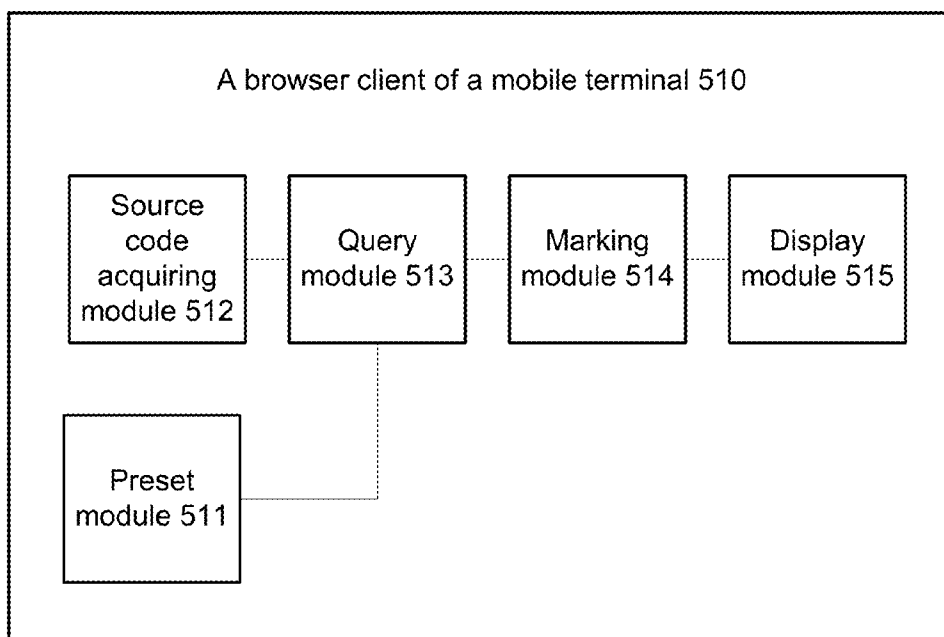 A browser client of a mobile terminal 510
Source
code
acquiring
module 512
Query
module 513
Marking
module 514
Display
module 515
Preset
module 511